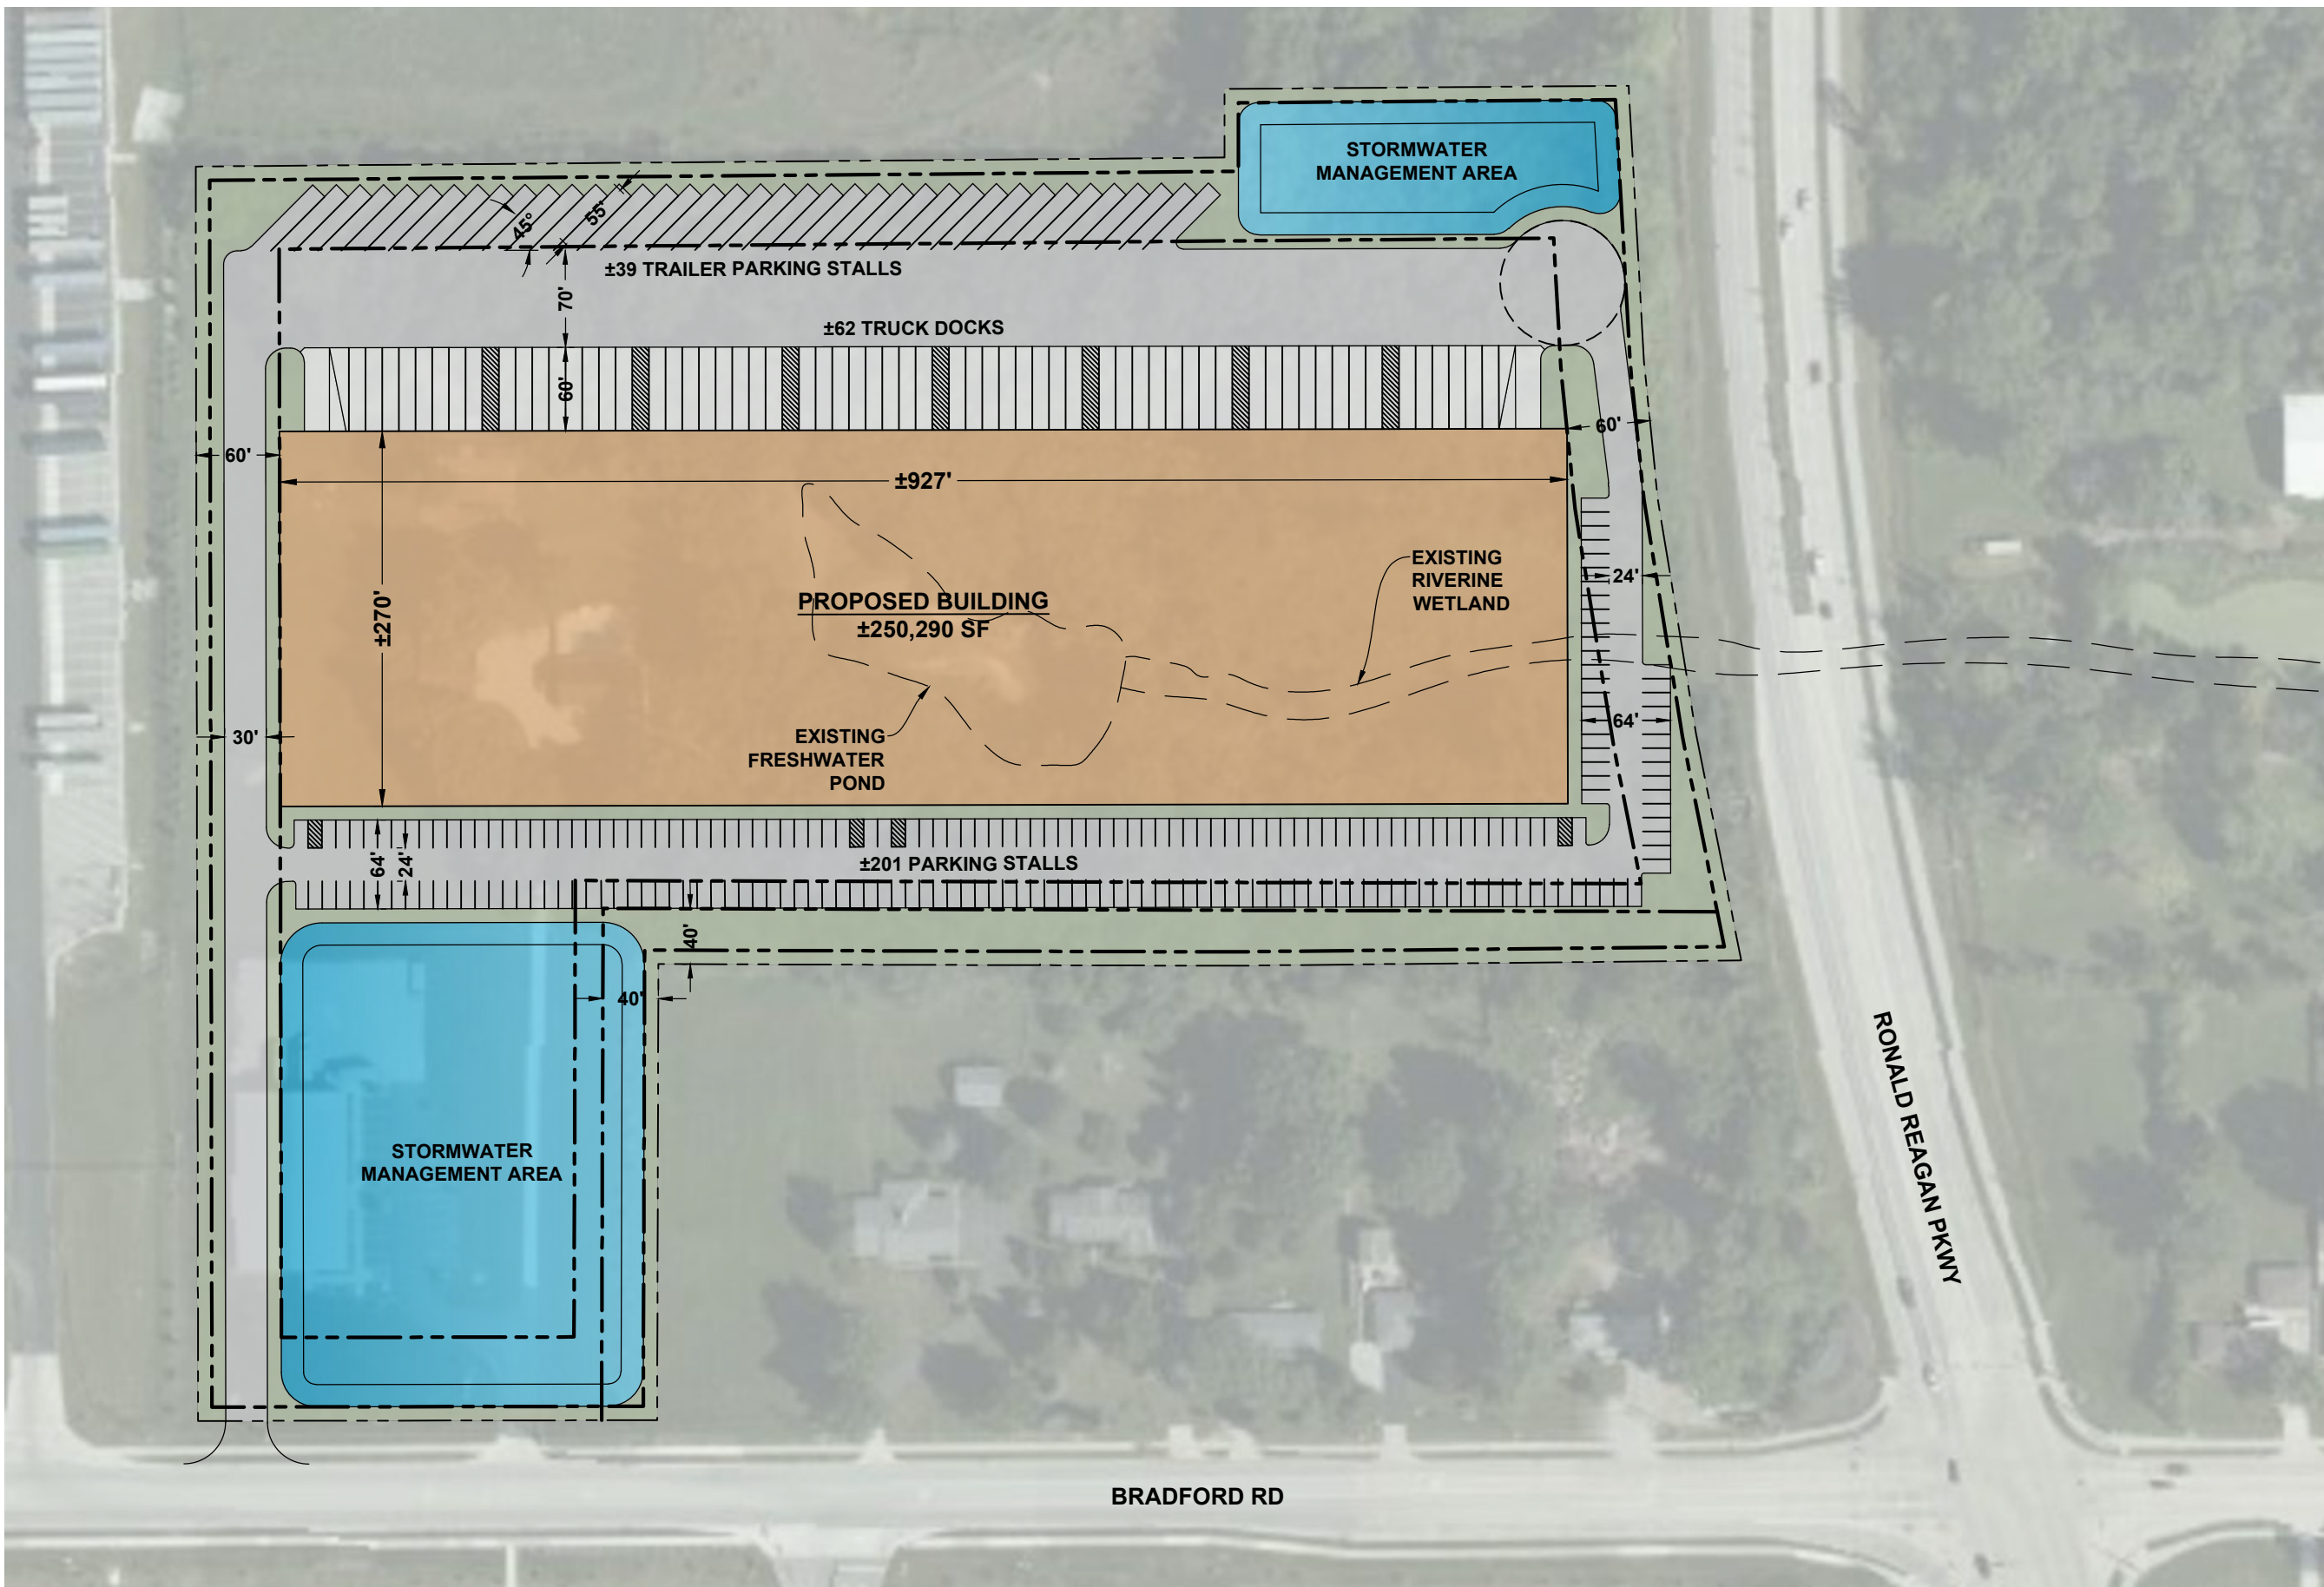 STORMWATER
MANAGEMENT AREA
55'
45°
±39 TRAILER PARKING STALLS
70'
±62 TRUCK DOCKS
60'
60'
60'
±927'
EXISTING
RIVERINE
WETLAND
24'
PROPOSED BUILDING
±250,290 SF
±270'
64'
30'
EXISTING
FRESHWATER
POND
64'
24'
±201 PARKING STALLS
40'
40'
STORMWATER
MANAGEMENT AREA
RONALD REAGAN PKWY
BRADFORD RD